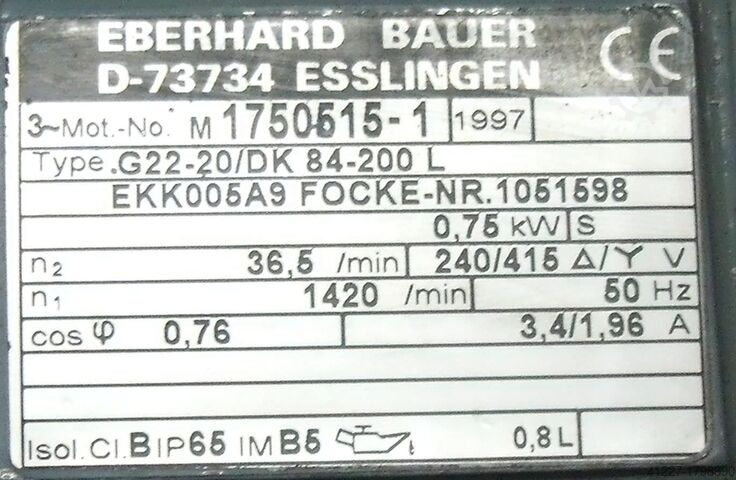 EBERHARD BAUER
D-73734 ESSLINGEN CE
3~Mot.-No. M 1750515-1 1997
Type.G22-20/DK 84-200 L
EKK005A9 FOCKE-NR.1051598
0,75 kW S
n₂ 36,5 /min 240/415 Δ/Y V
n₁ 1420 /min 50 Hz
cos φ 0,76 3,4/1,96 A
Isol.Cl.B IP65 IM B5 0,8 L